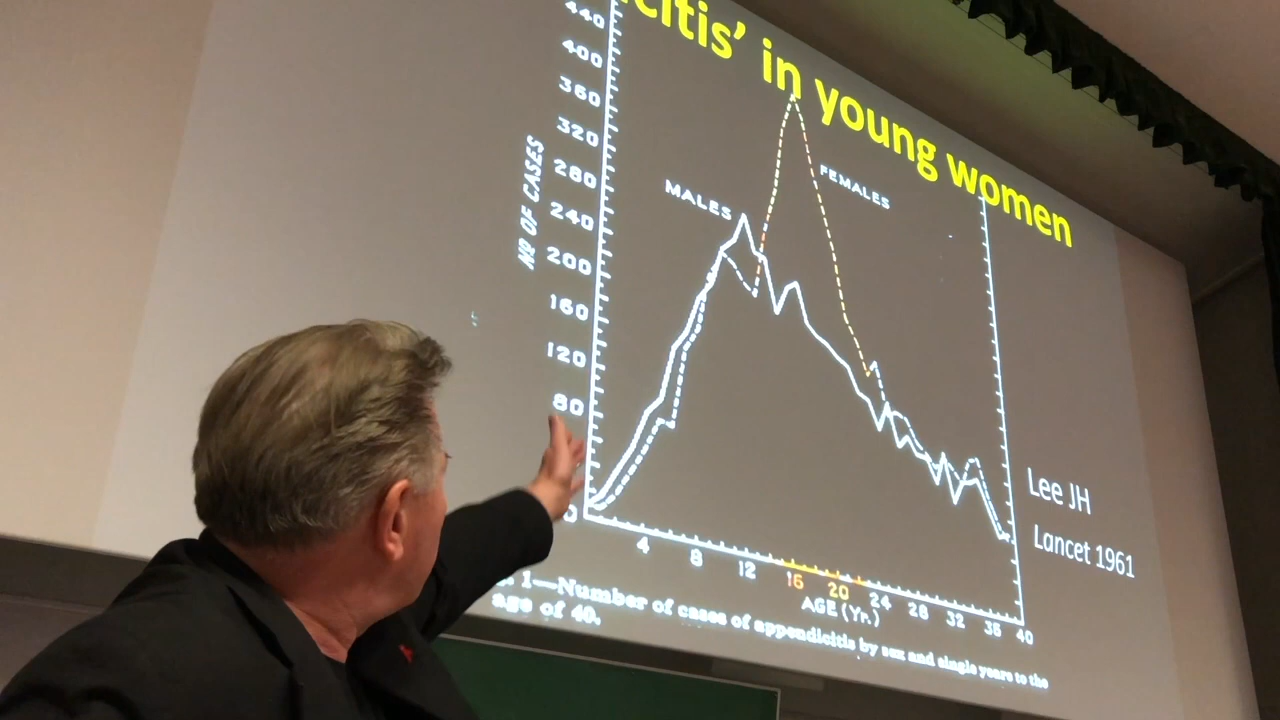 citis’ in young women
440
400
360
320
280
240
200
160
120
80
0
Nº OF CASES
MALES
FEMALES
4 8 12 16 20 24 28 32 36 40
AGE (Yr.)
Lee JH
Lancet 1961
1—Number of cases of appendicitis by sex and single years to the
age of 40.